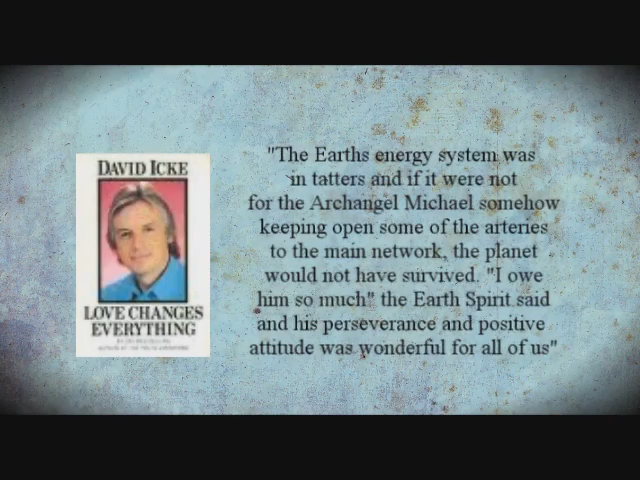 DAVID ICKE
LOVE CHANGES
EVERYTHING
"The Earths energy system was
in tatters and if it were not
for the Archangel Michael somehow
keeping open some of the arteries
to the main network, the planet
would not have survived. "I owe
him so much" the Earth Spirit said
and his perseverance and positive
attitude was wonderful for all of us"